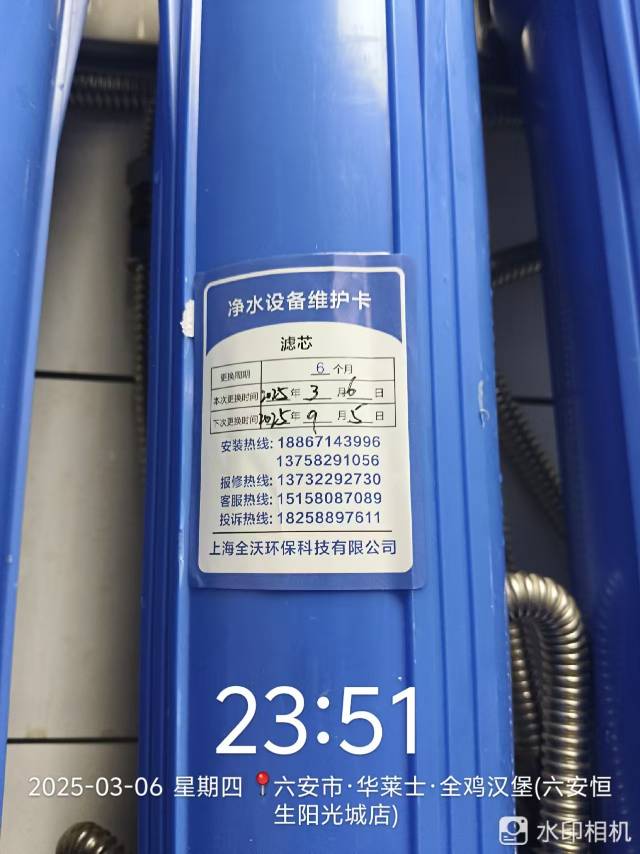 净水设备维护卡
滤芯
更换周期 6 个月
本次更换时间 2025 年 3 月 6 日
下次更换时间 2025 年 9 月 5 日
安装热线: 18867143996
13758291056
报修热线: 13732292730
客服热线: 15158087089
投诉热线: 18258897611
上海全沃环保科技有限公司
23:51
2025-03-06 星期四 六安市·华莱士·全鸡汉堡(六安恒
生阳光城店)
水印相机